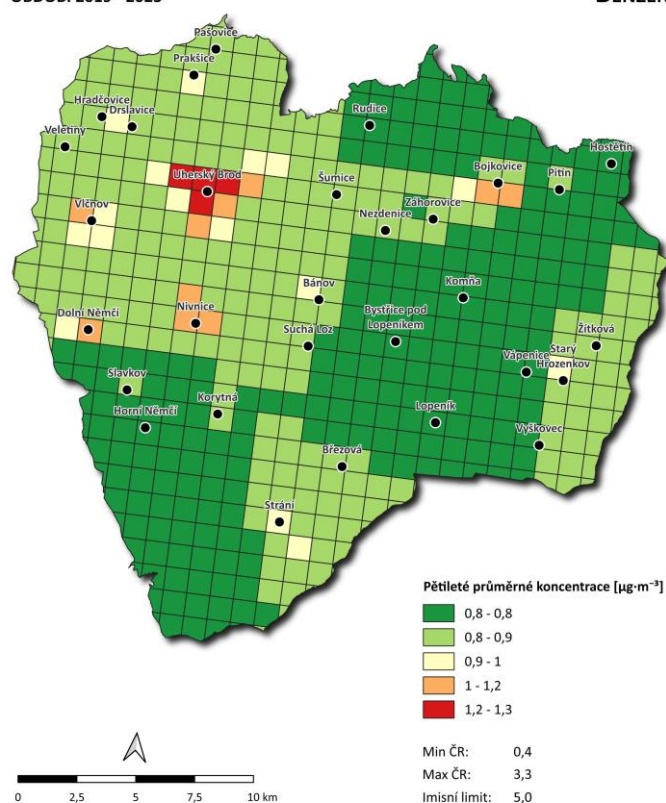 Pašovice
Prakšice
Hradčovice
Drslavice
Veletiny
Rudice
Hostětín
Uherský Brod
Šumice
Bojkovice
Pitín
Vlčnov
Nezdenice
Záhorovice
Bánov
Komňa
Dolní Němčí
Nivnice
Bystřice pod
Lopeníkem
Suchá Loz
Žítková
Starý
Hrozenkov
Vápenice
Slavkov
Korytná
Horní Němčí
Lopeník
Vyškovec
Březová
Strání
Pětileté průměrné koncentrace [µg·m⁻³]
0,8 - 0,8
0,8 - 0,9
0,9 - 1
1 - 1,2
1,2 - 1,3
Min ČR: 0,4
Max ČR: 3,3
Imisní limit: 5,0
0 2,5 5 7,5 10 km